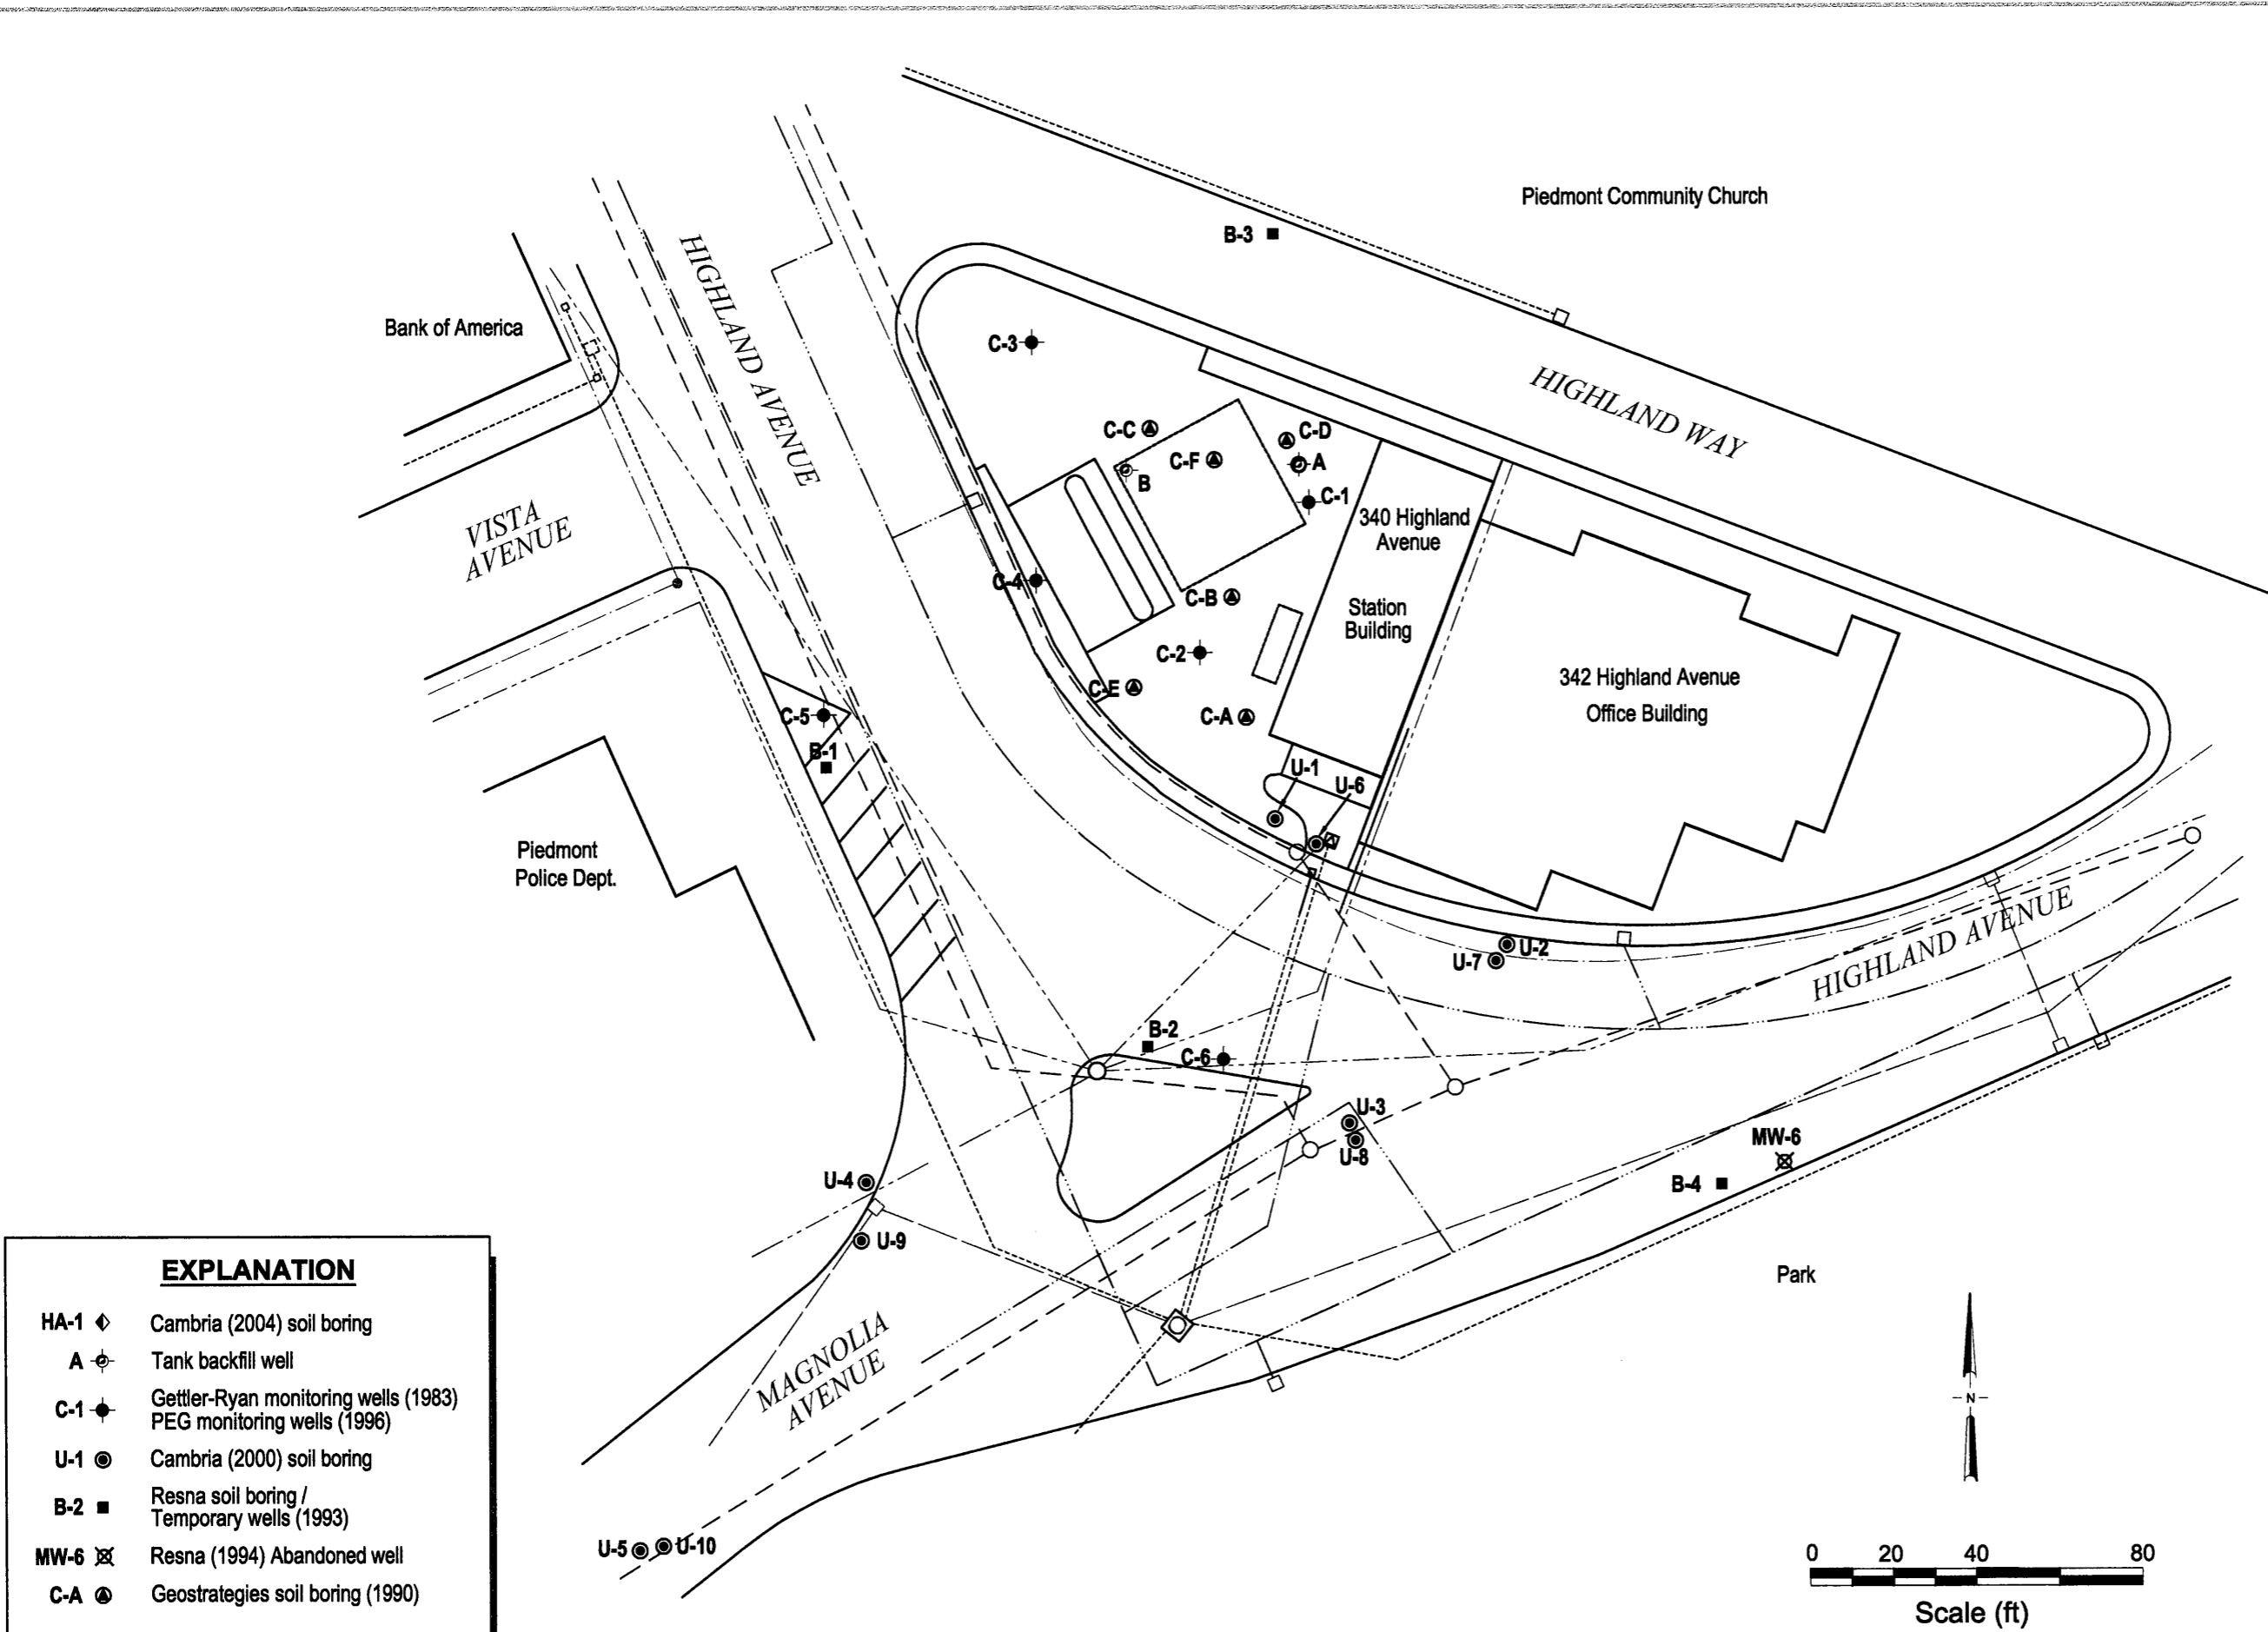 Piedmont Community Church
B-3
HIGHLAND AVENUE
Bank of America
C-3
HIGHLAND WAY
C-C
C-D
C-F
A
B
C-1
340 Highland
Avenue
VISTA
AVENUE
C-4
C-B
Station
Building
C-2
342 Highland Avenue
Office Building
C-E
C-5
C-A
B-1
U-1
U-6
Piedmont
Police Dept.
HIGHLAND AVENUE
U-2
U-7
B-2
C-6
U-3
U-8
MW-6
B-4
U-4
U-9
Park
MAGNOLIA
AVENUE
U-5
U-10
EXPLANATION
HA-1 Cambria (2004) soil boring
A Tank backfill well
C-1 Gettler-Ryan monitoring wells (1983)
PEG monitoring wells (1996)
U-1 Cambria (2000) soil boring
B-2 Resna soil boring /
Temporary wells (1993)
MW-6 Resna (1994) Abandoned well
C-A Geostrategies soil boring (1990)
N
0 20 40 80
Scale (ft)